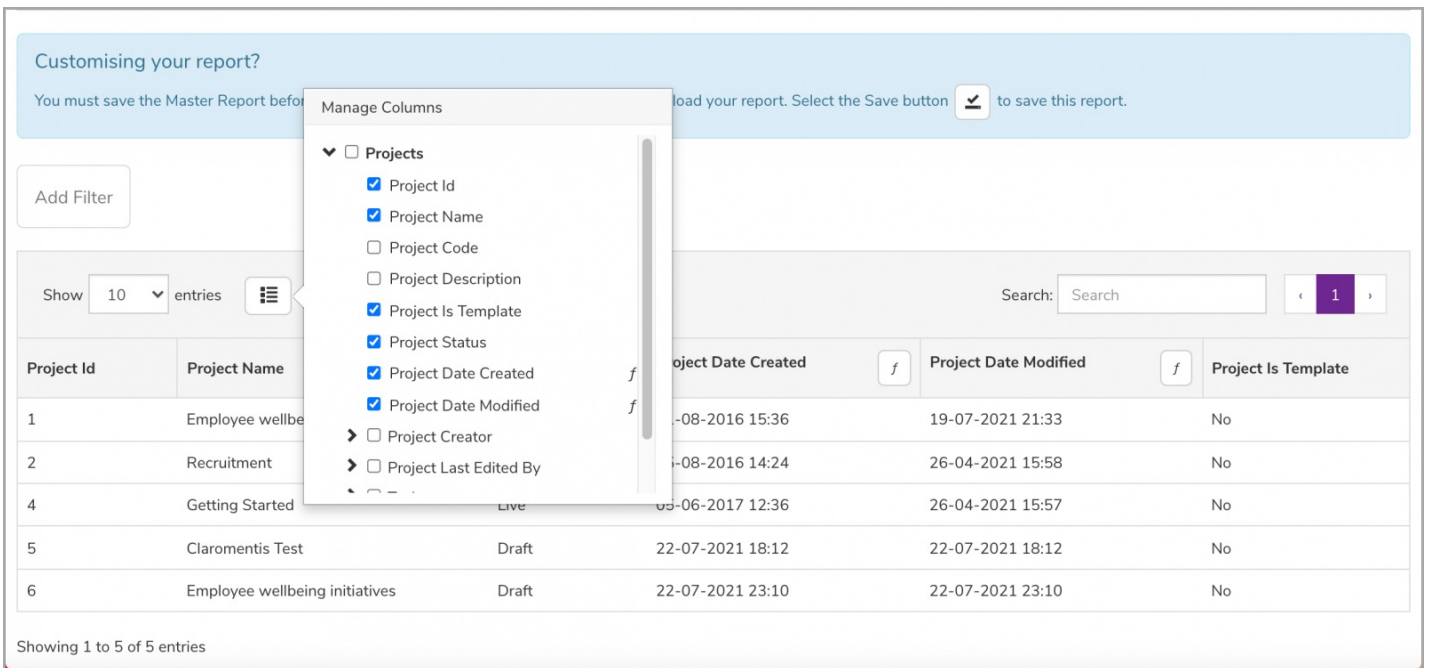 Customising your report?
You must save the Master Report load your report. Select the Save button to save this report.
Manage Columns
Projects
Project Id
Project Name
Project Code
Project Description
Project Is Template
Project Status
Project Date Created f
Project Date Modified f
Project Creator
Project Last Edited By
Add Filter
Show 10 entries Search: Search ‹ 1 ›
Project Id Project Name Project Date Created f Project Date Modified f Project Is Template
1 Employee -08-2016 15:36 19-07-2021 21:33 No
2 Recruitment -08-2016 14:24 26-04-2021 15:58 No
4 Getting Started Live 05-06-2017 12:36 26-04-2021 15:57 No
5 Claromentis Test Draft 22-07-2021 18:12 22-07-2021 18:12 No
6 Employee wellbeing initiatives Draft 22-07-2021 23:10 22-07-2021 23:10 No
Showing 1 to 5 of 5 entries